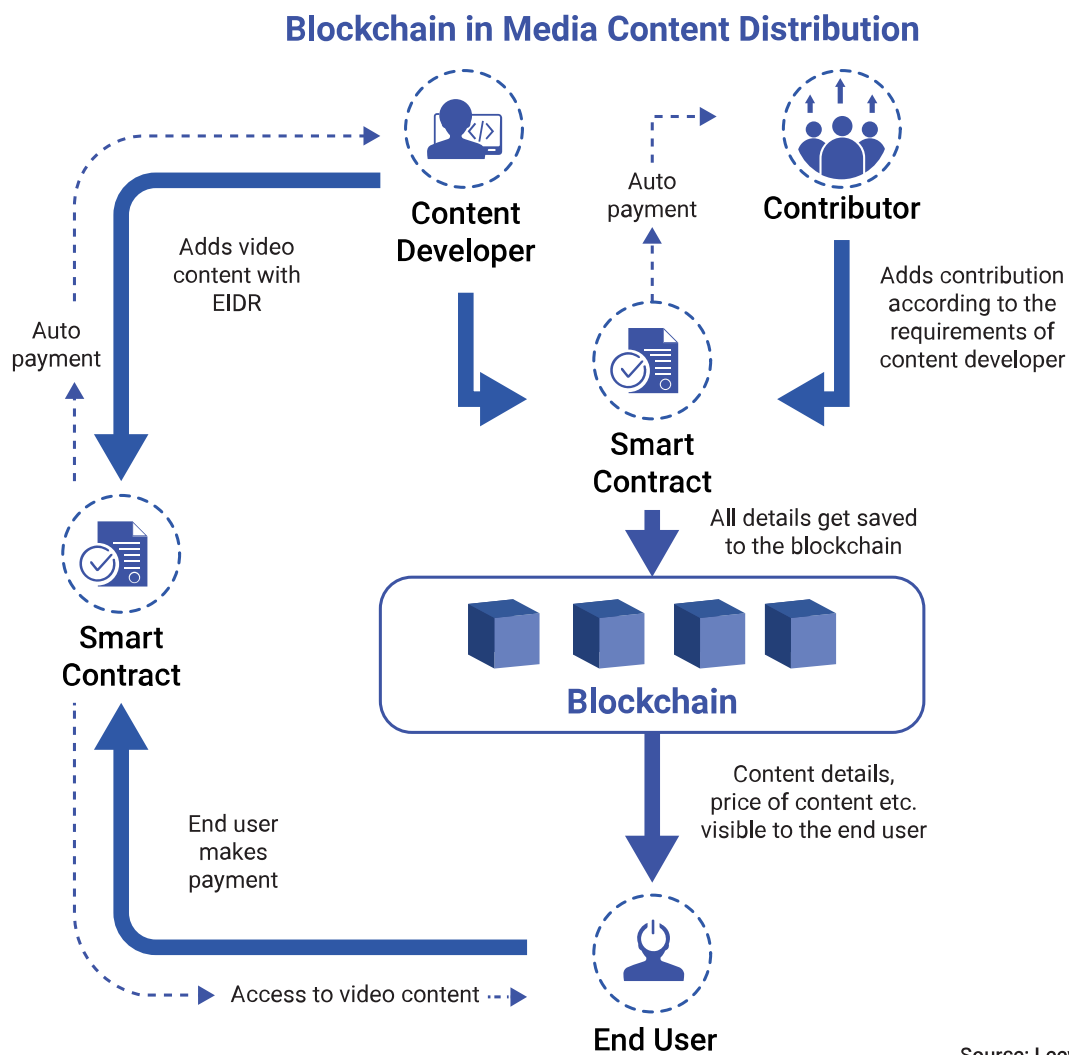 Blockchain in Media Content Distribution
Content
Developer
Auto
payment
Contributor
Adds video
content with
EIDR
Adds contribution
according to the
requirements of
content developer
Auto
payment
Smart
Contract
All details get saved
to the blockchain
Smart
Contract
Blockchain
Content details,
price of content etc.
visible to the end user
End user
makes
payment
Access to video content
End User